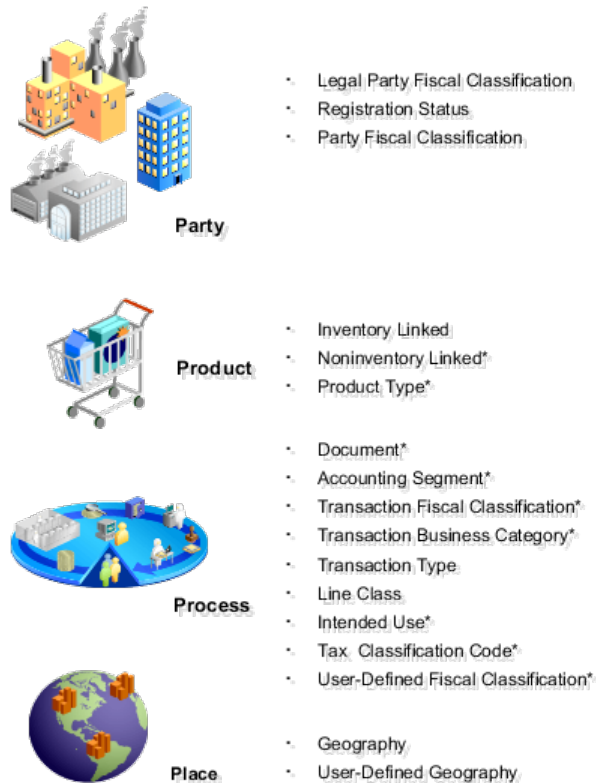 · Legal Party Fiscal Classification
· Registration Status
· Party Fiscal Classification
Party
· Inventory Linked
· Noninventory Linked*
Product
· Product Type*
· Document*
· Accounting Segment*
· Transaction Fiscal Classification*
· Transaction Business Category*
· Transaction Type
· Line Class
Process
· Intended Use*
· Tax Classification Code*
· User-Defined Fiscal Classification*
· Geography
Place
· User-Defined Geography